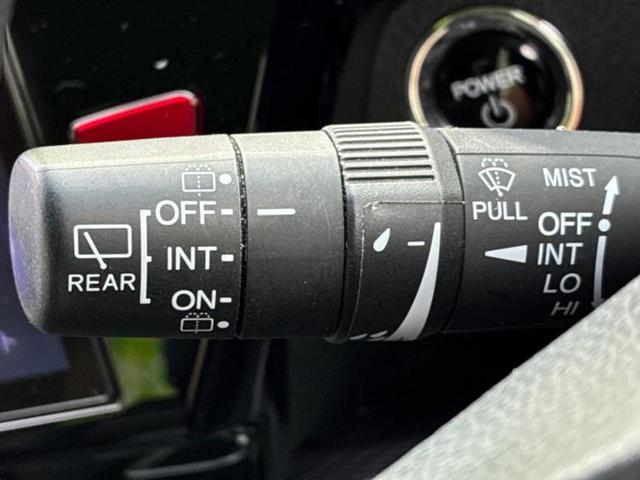 POWER
OFF
INT
REAR
ON
PULL
MIST
OFF
INT
LO
HI